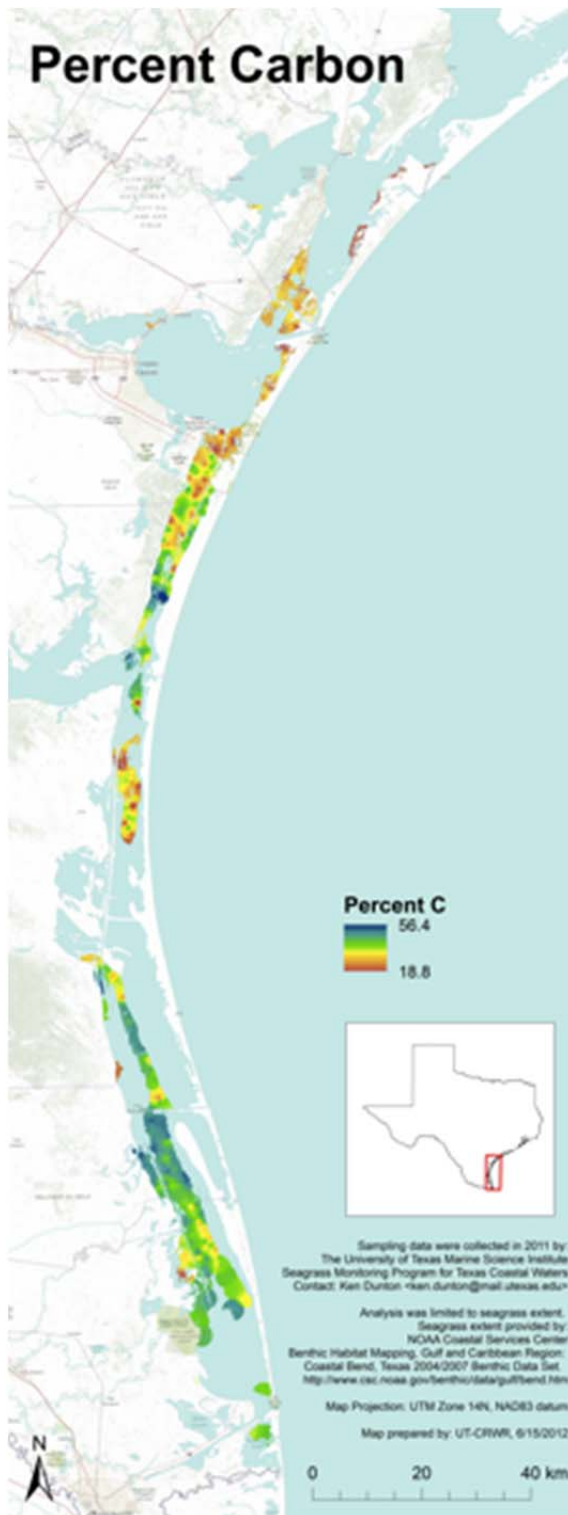 Percent Carbon
Percent C
56.4
18.8
Sampling data were collected in 2011 by:
The University of Texas Marine Science Institute
Seagrass Monitoring Program for Texas Coastal Waters
Contact: Ken Dunton <ken.dunton@mail.utexas.edu>
Analysis was limited to seagrass extent.
Seagrass extent provided by:
NOAA Coastal Services Center
Benthic Habitat Mapping, Gulf and Caribbean Region:
Coastal Bend, Texas 2004/2007 Benthic Data Set.
http://www.csc.noaa.gov/benthic/data/gulf/bend.htm
Map Projection: UTM Zone 14N, NAD83 datum
Map prepared by: UT-CRWR, 6/15/2012
N
0 20 40 km